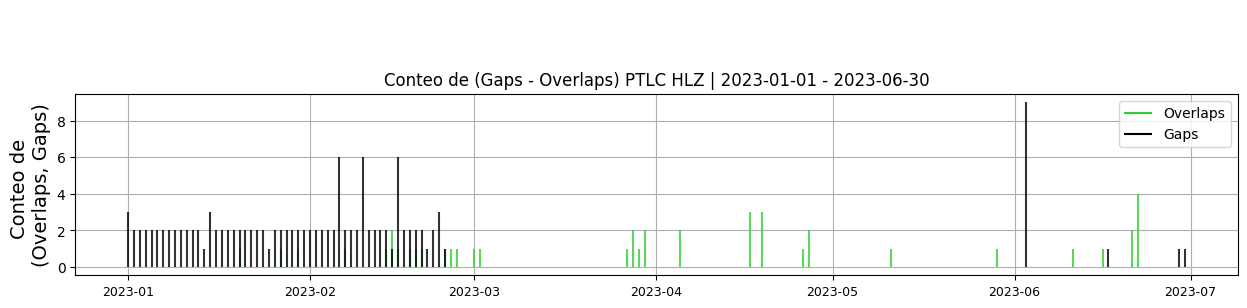 Conteo de (Gaps - Overlaps) PTLC HLZ | 2023-01-01 - 2023-06-30
Conteo de
(Overlaps, Gaps)
8
6
4
2
0
Overlaps
Gaps
2023-01 2023-02 2023-03 2023-04 2023-05 2023-06 2023-07